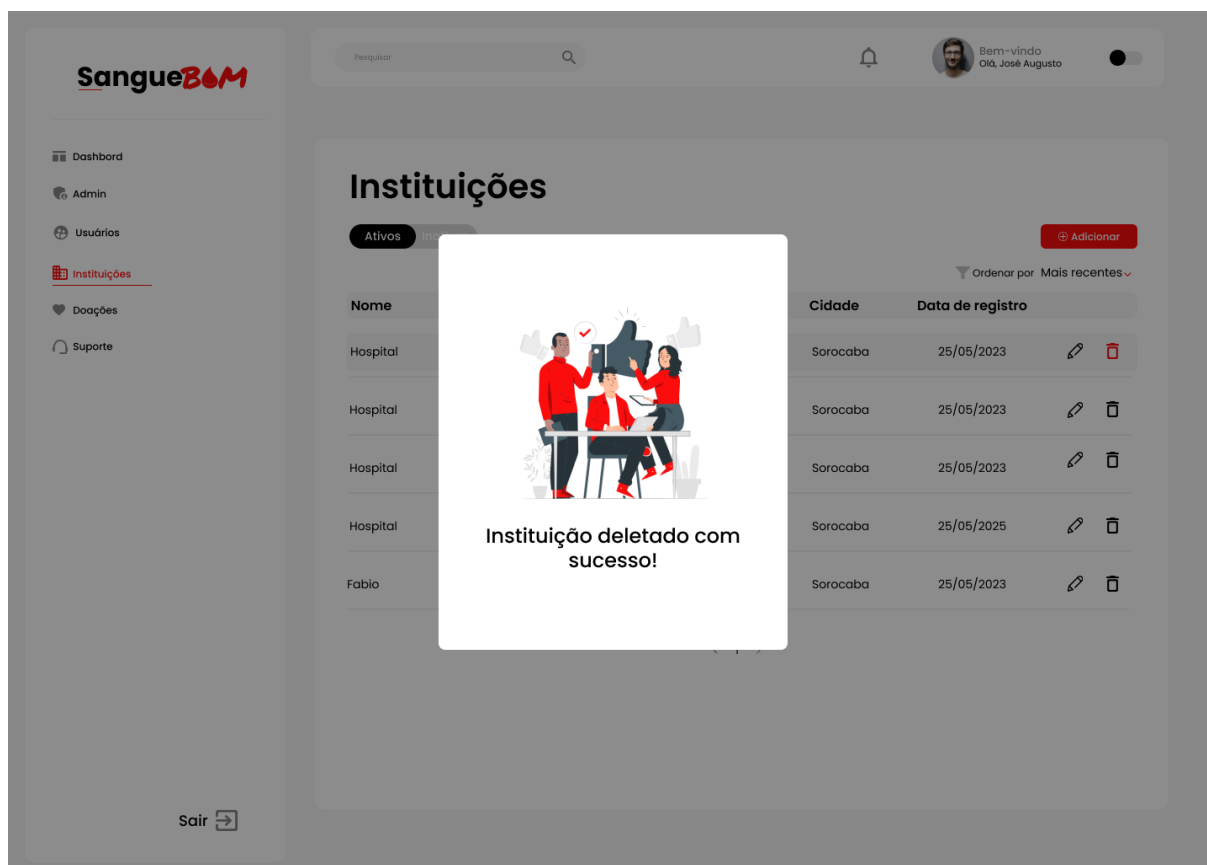 SangueBOM
Pesquisar
Bem-vindo
Olá, José Augusto
Dashbord
Admin
Usuários
Instituições
Doações
Suporte
Sair
Instituições
Ativos
Adicionar
Ordenar por Mais recentes
Nome Cidade Data de registro
Hospital Sorocaba 25/05/2023
Hospital Sorocaba 25/05/2023
Hospital Sorocaba 25/05/2023
Hospital Sorocaba 25/05/2025
Fabio Sorocaba 25/05/2023
Instituição deletado com
sucesso!